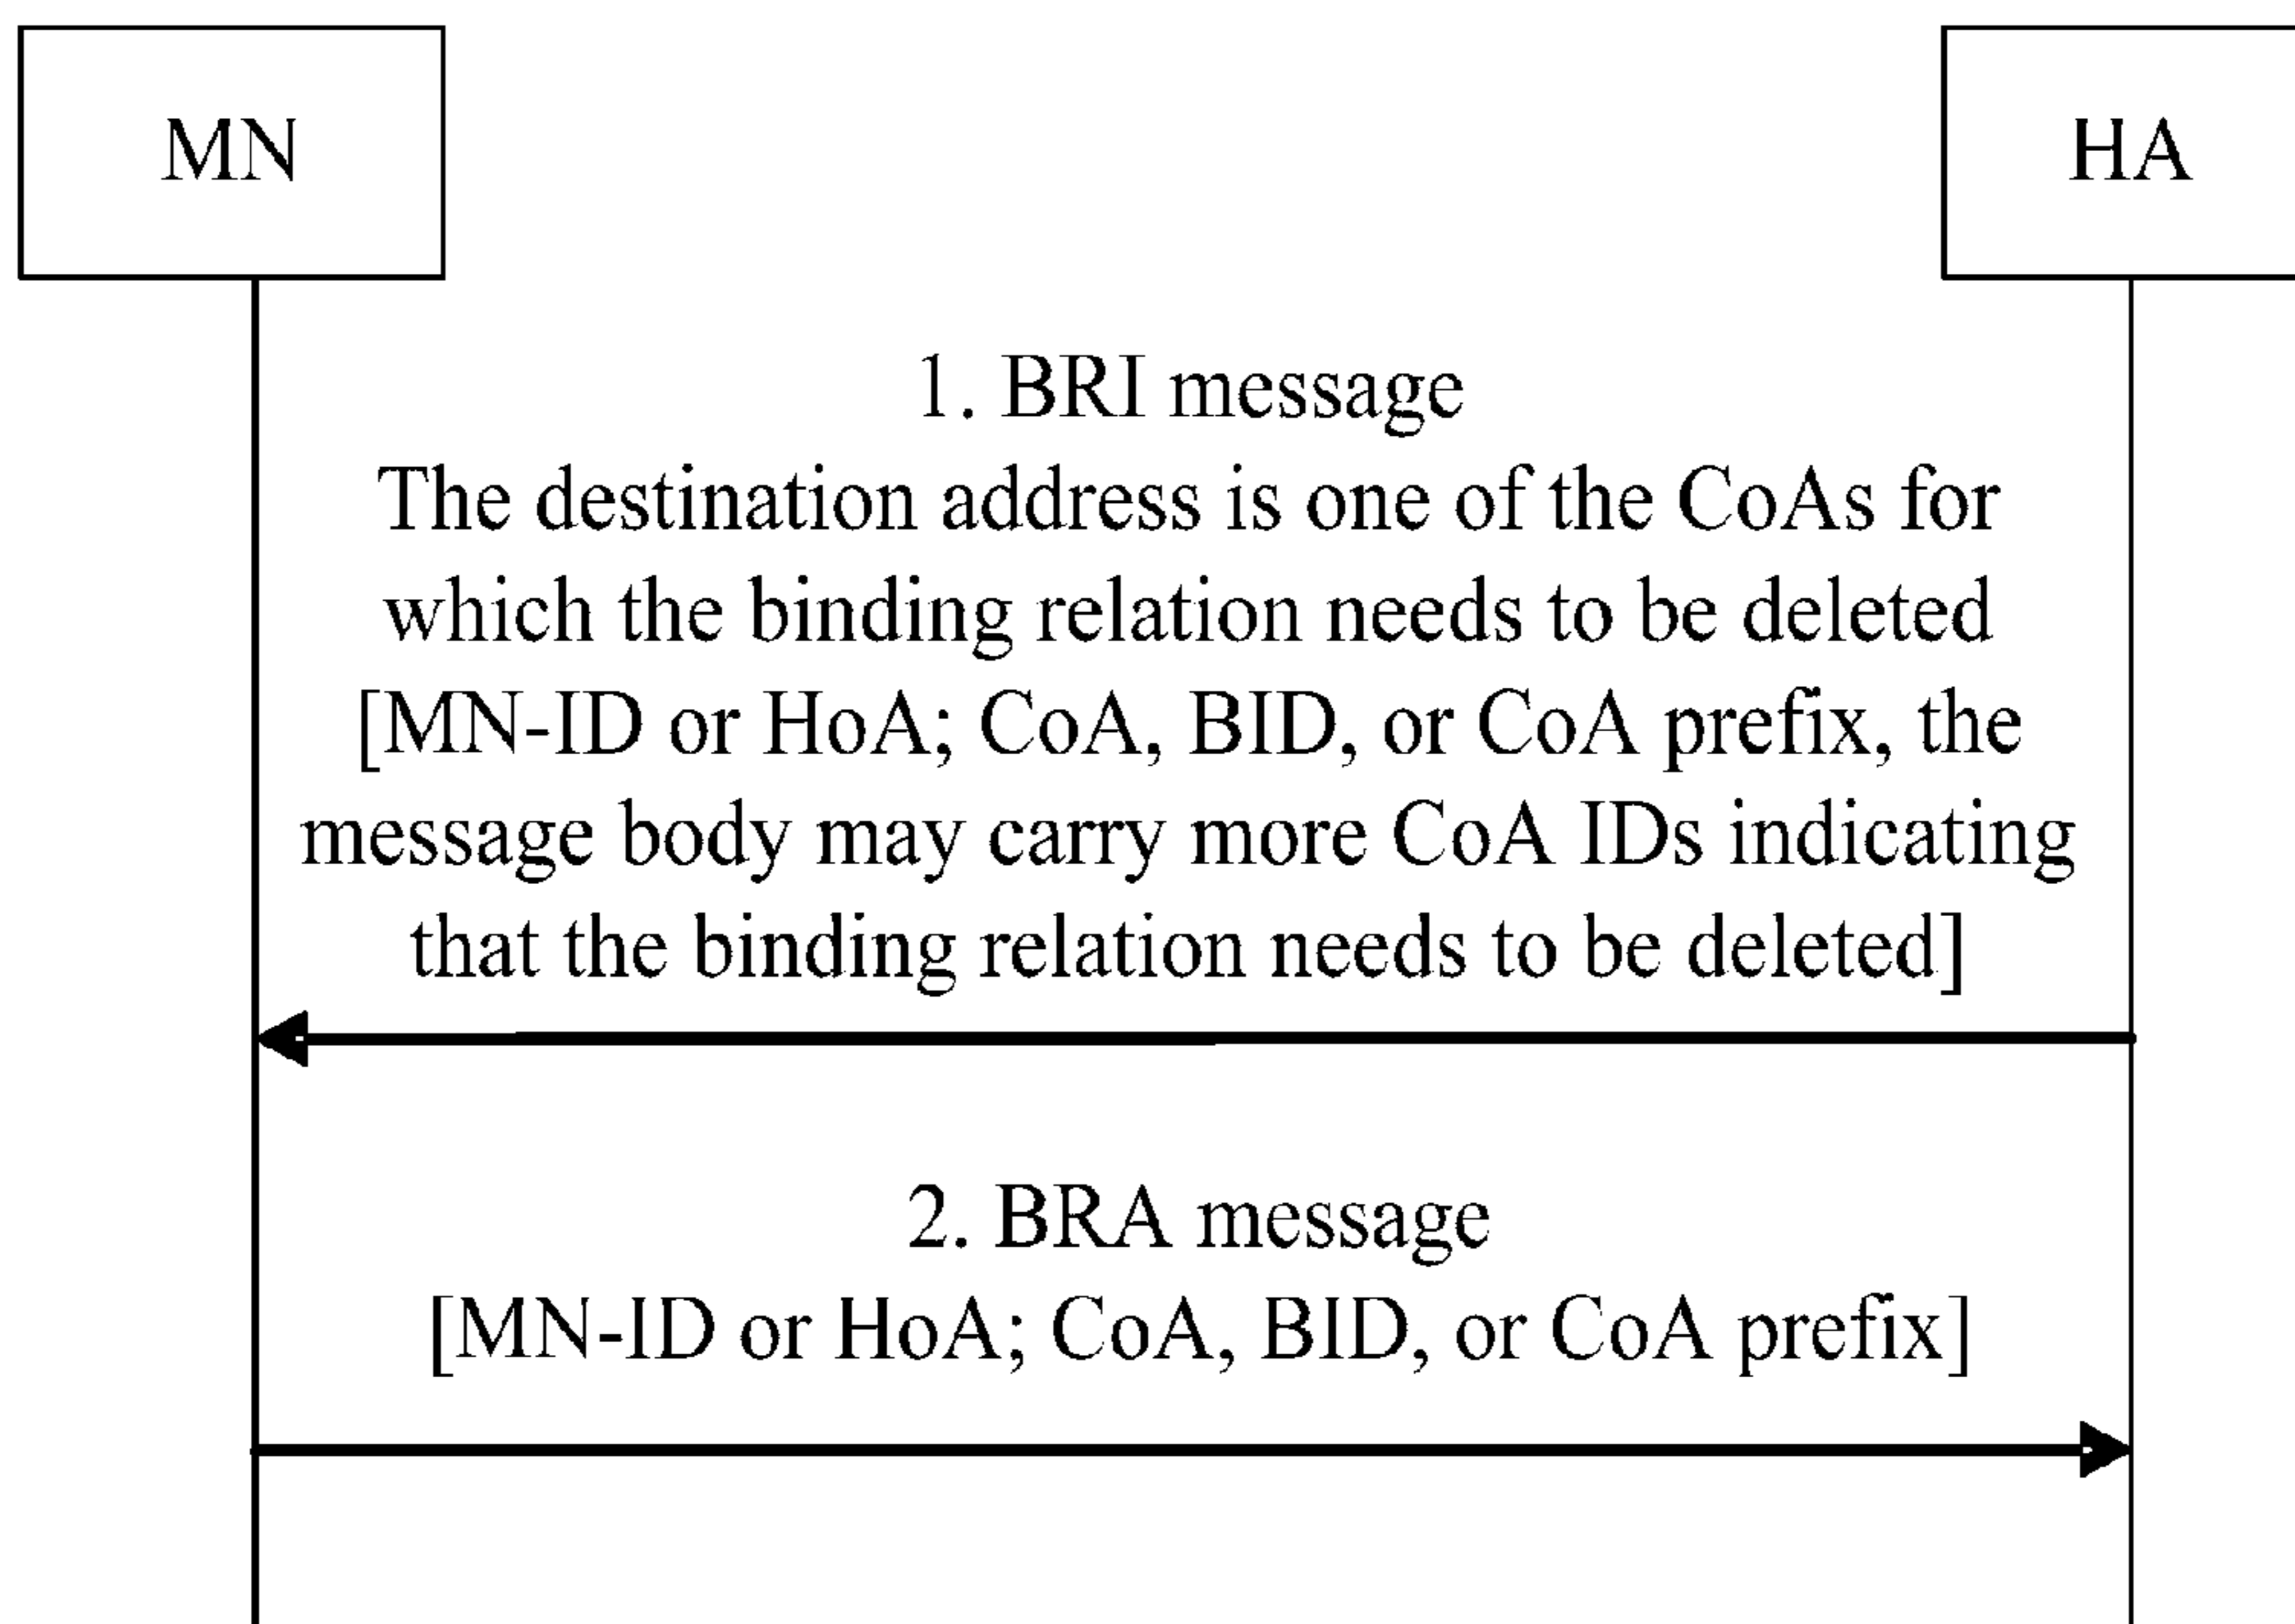 MN
HA
1. BRI message
The destination address is one of the CoAs for
which the binding relation needs to be deleted
[MN-ID or HoA; CoA, BID, or CoA prefix, the
message body may carry more CoA IDs indicating
that the binding relation needs to be deleted]
2. BRA message
[MN-ID or HoA; CoA, BID, or CoA prefix]